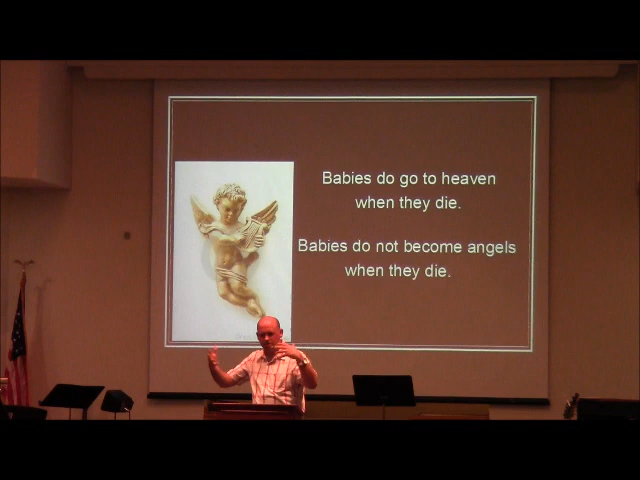 Babies do go to heaven
when they die.
Babies do not become angels
when they die.